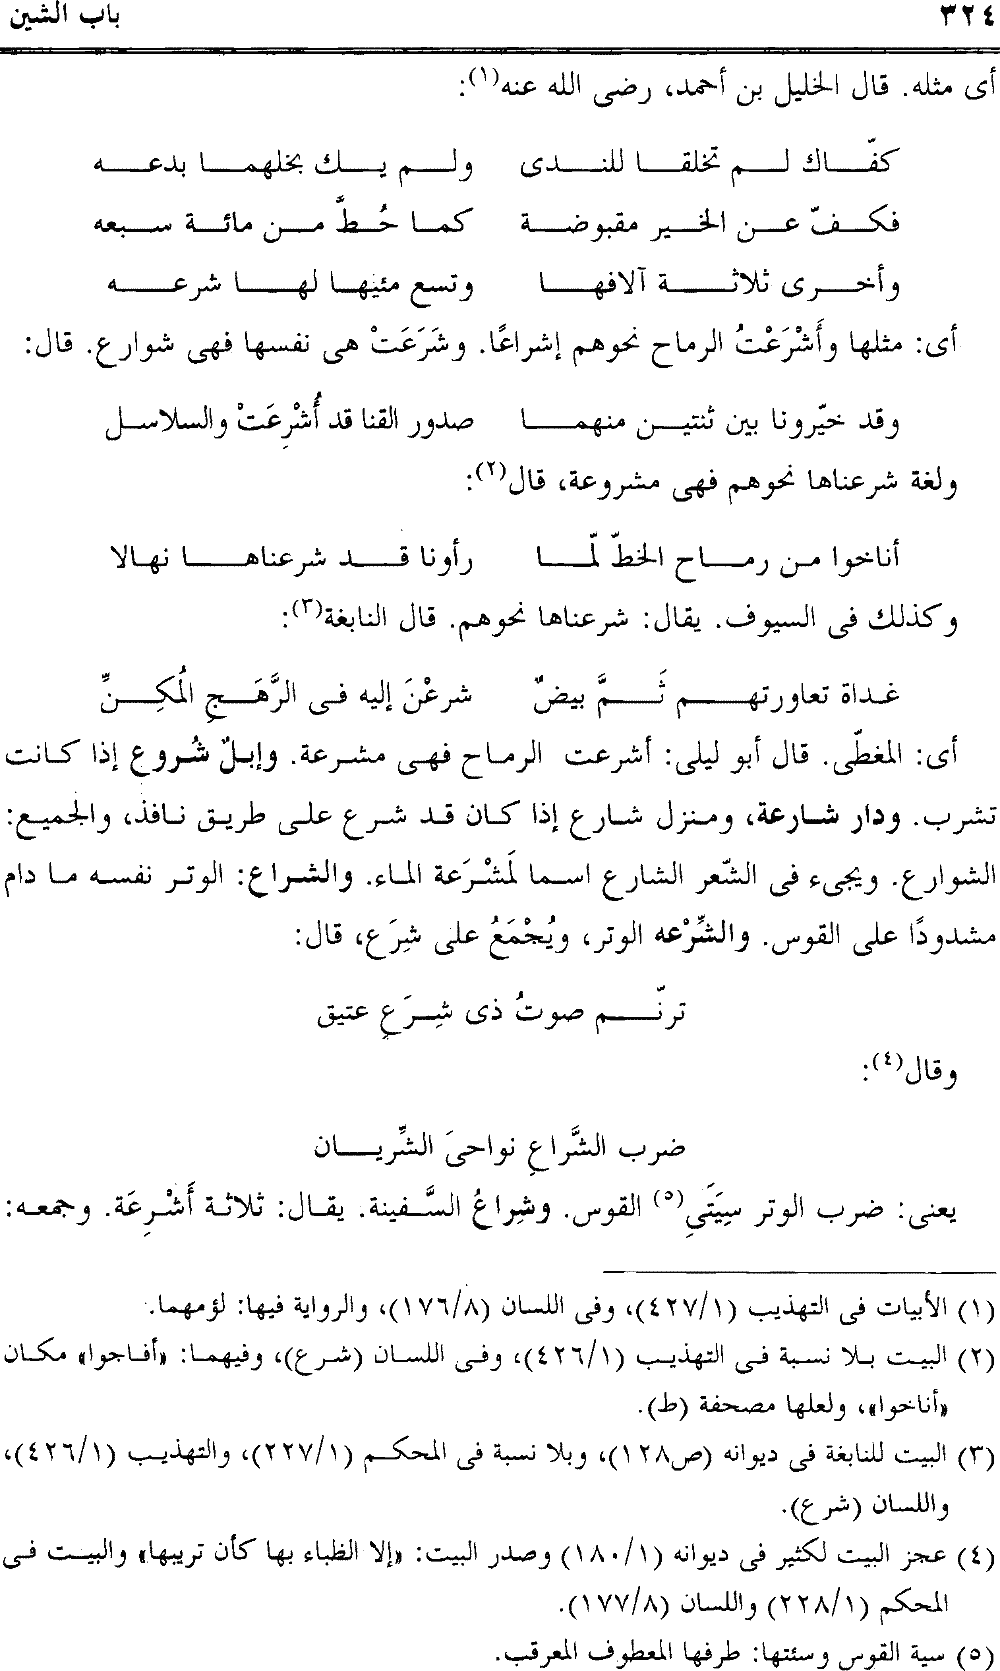 ٣٢٤ باب الشين
أى مثله. قال الخليل بن أحمد، رضى الله عنه(١):
كفّاك لم تخلقا للندى ولم يك بخلهما بدعه
فكفّ عن الخير مقبوضة كما حُطَّ من مائة سبعه
وأخرى ثلاثة آلافها وتسع مئيها لها شرعه
أى: مثلها وأَشْرَعْتُ الرماح نحوهم إشراعًا. وشَرَعَتْ هى نفسها فهى شوارع. قال:
وقد خيّرونا بين ثنتين منهما صدور القنا قد أُشْرِعَتْ والسلاسل
ولغة شرعناها نحوهم فهى مشروعة، قال(٢):
أناخوا من رماح الخطّ لمّا رأونا قد شرعناها نهالا
وكذلك فى السيوف. يقال: شرعناها نحوهم. قال النابغة(٣):
غداة تعاورتهم ثَمَّ بيضٌ شرعْنَ إليه فى الرَّهَجِ المُكِنِّ
أى: المغطّى. قال أبو ليلى: أشرعت الرماح فهى مشرعة. وإبلٌ شُروع إذا كانت
تشرب. ودار شارعة، ومنزل شارع إذا كان قد شرع على طريق نافذ، والجميع:
الشوارع. ويجىء فى الشّعر الشارع اسما لمَشْرَعة الماء. والشراع: الوتر نفسه ما دام
مشدودًا على القوس. والشِّرْعه الوتر، ويُجْمَعُ على شِرَع، قال:
ترنّم صوتُ ذى شِرَعٍ عتيق
وقال(٤):
ضرب الشَّراعِ نواحىَ الشِّريان
يعنى: ضرب الوتر سِيَتَيِ(٥) القوس. وشِراعُ السَّفينة. يقال: ثلاثة أَشْرِعَة. وجمعه:
(١) الأبيات فى التهذيب (٤٢٧/١)، وفى اللسان (١٧٦/٨)، والرواية فيها: لؤمهما.
(٢) البيت بلا نسبة فى التهذيب (٤٢٦/١)، وفى اللسان (شرع)، وفيهما: «أفاجوا» مكان
«أناخوا»، ولعلها مصحفة (ط).
(٣) البيت للنابغة فى ديوانه (ص١٢٨)، وبلا نسبة فى المحكم (٢٢٧/١)، والتهذيب (٤٢٦/١)،
واللسان (شرع).
(٤) عجز البيت لكثير فى ديوانه (١٨٠/١) وصدر البيت: «إلا الظباء بها كأن تريبها» والبيت فى
المحكم (٢٢٨/١) واللسان (١٧٧/٨).
(٥) سية القوس وسئتها: طرفها المعطوف المعرقب.